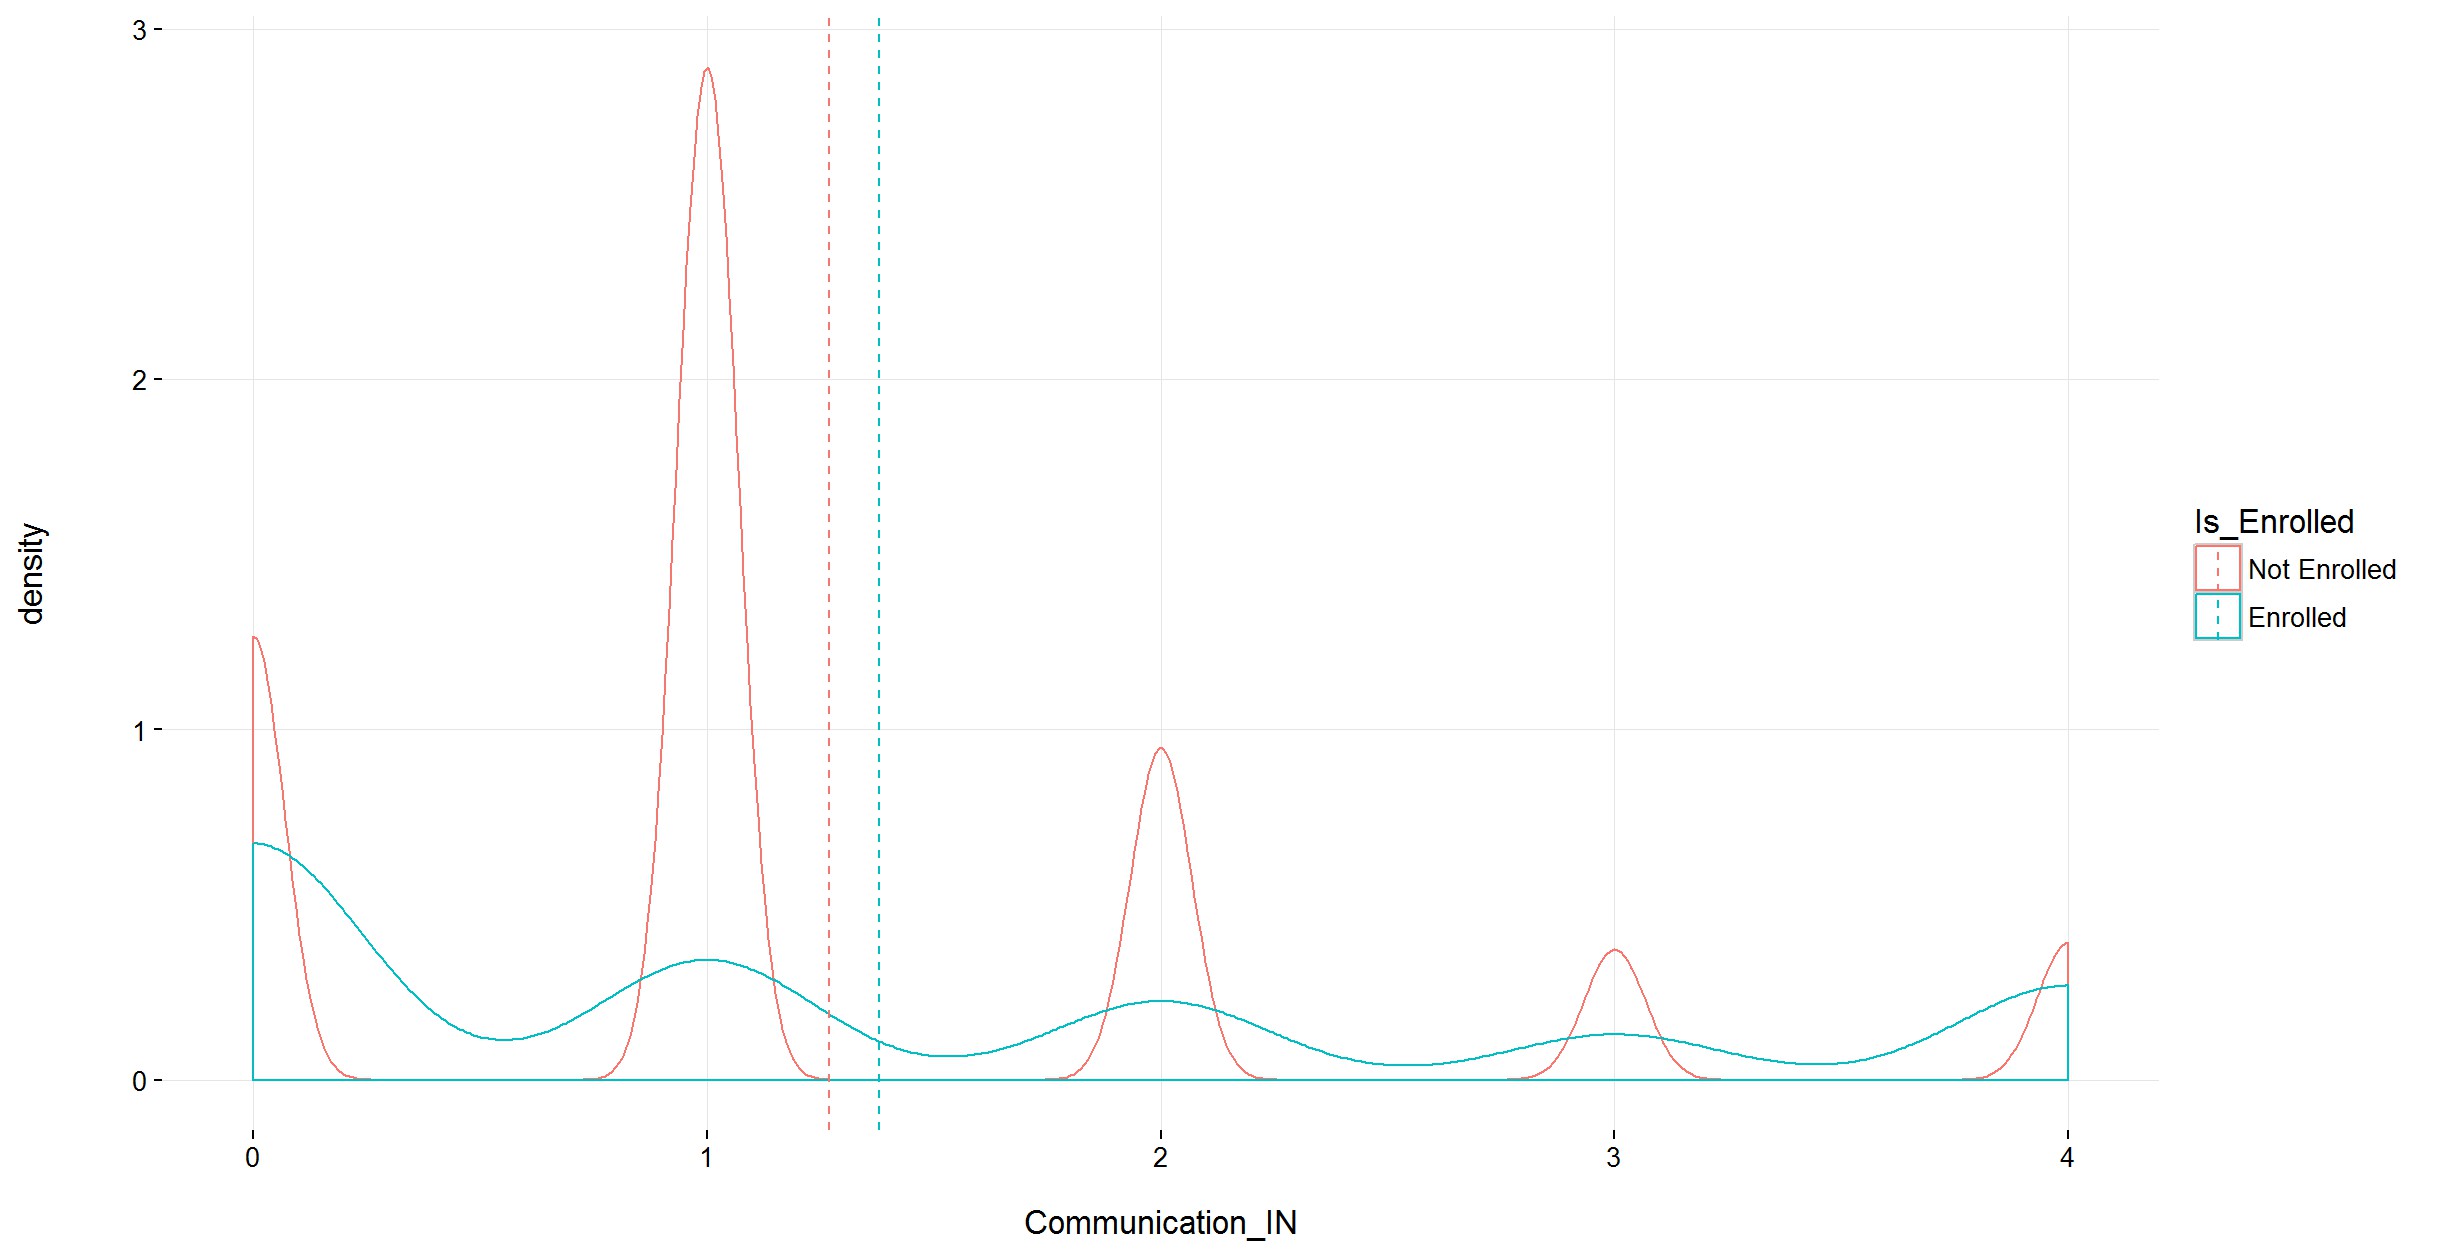 3
2
1
0
density
0 1 2 3 4
Communication_IN
Is_Enrolled
Not Enrolled
Enrolled